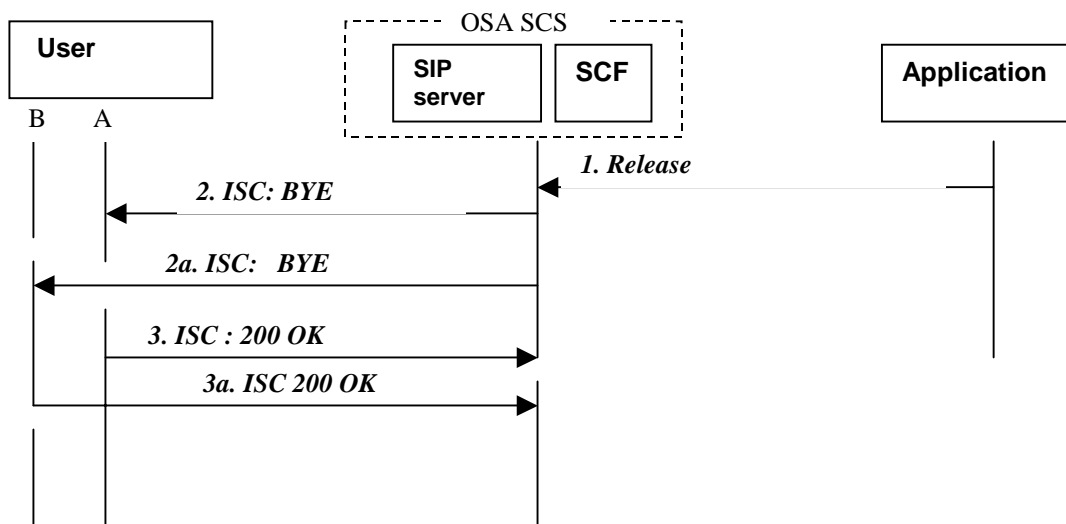 OSA SCS
User
SIP
server
SCF
Application
B A
1. Release
2. ISC: BYE
2a. ISC: BYE
3. ISC : 200 OK
3a. ISC 200 OK